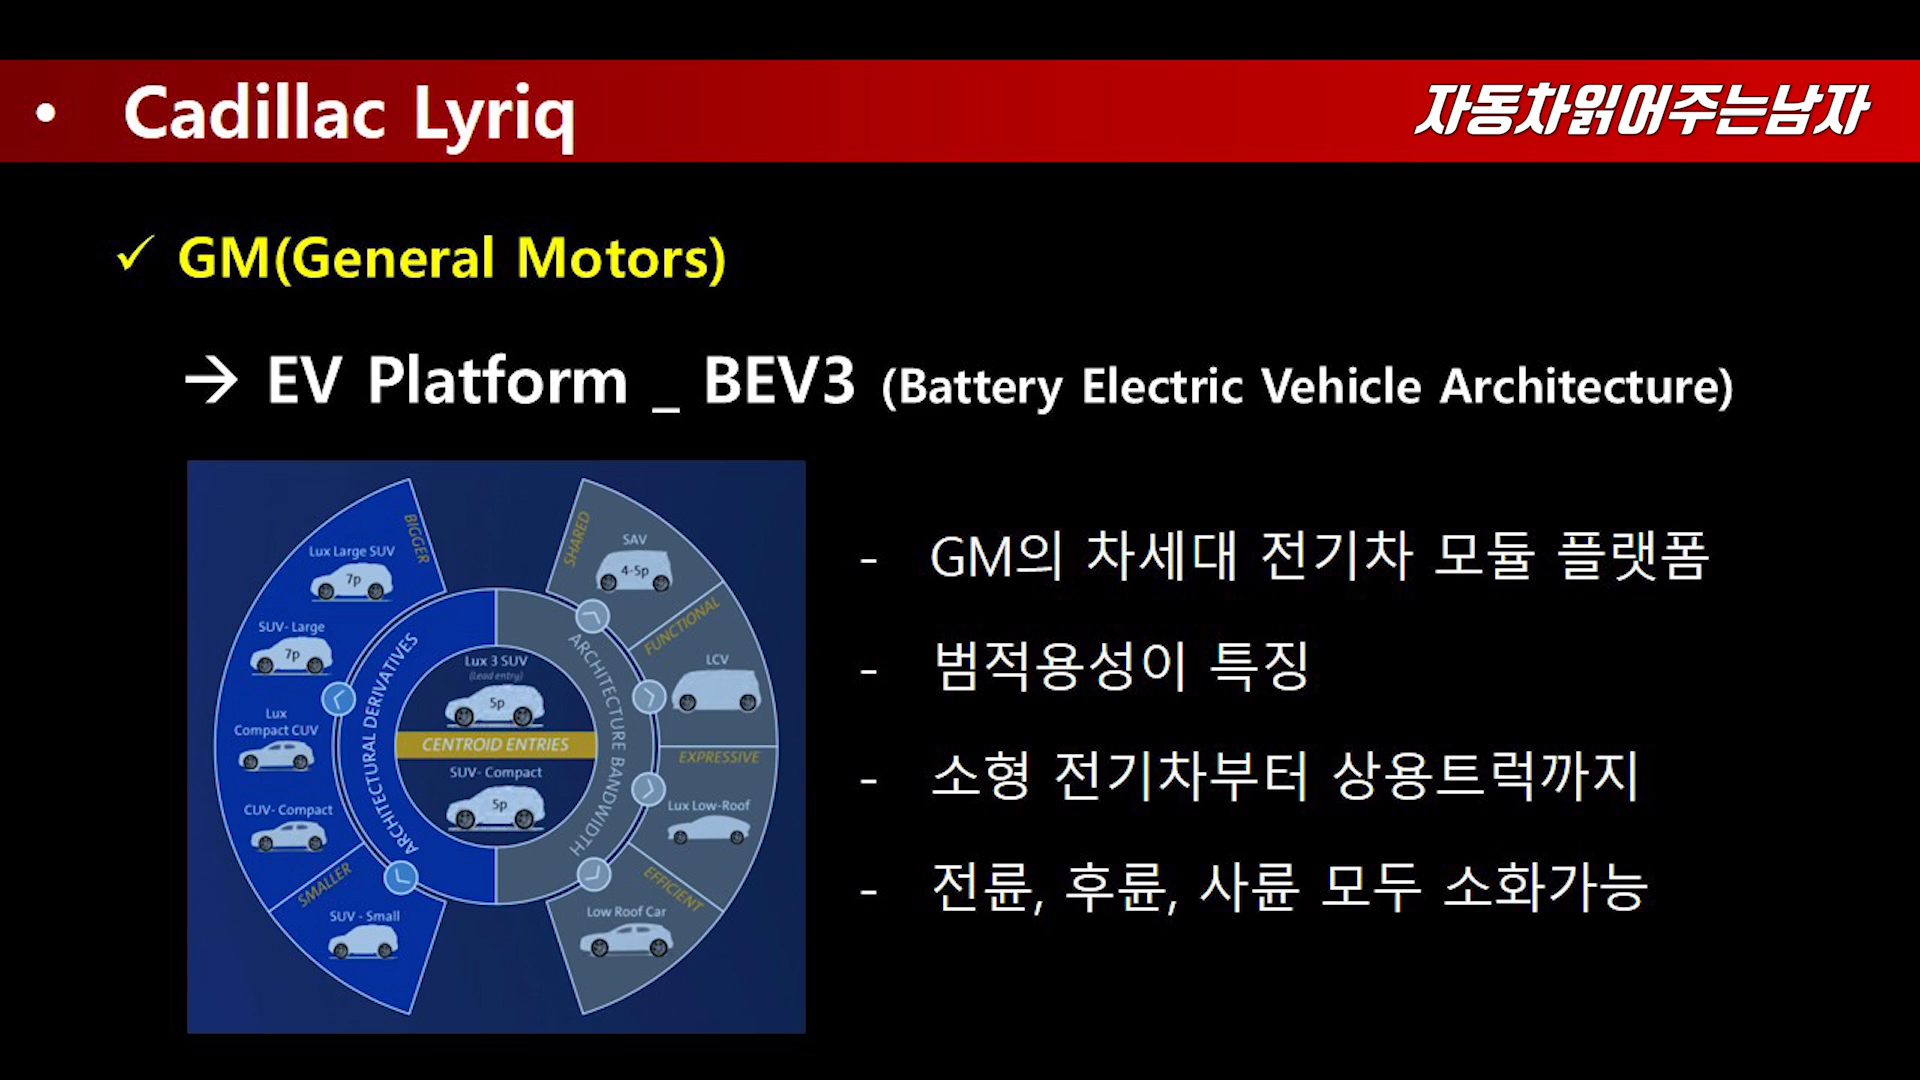 • Cadillac Lyriq
자동차읽어주는남자
✓ GM(General Motors)
→ EV Platform _ BEV3 (Battery Electric Vehicle Architecture)
BIGGER
Lux Large SUV
7p
SUV- Large
7p
Lux
Compact CUV
CUV- Compact
SMALLER
SUV - Small
ARCHITECTURAL DERIVATIVES
Lux 3 SUV
(Lead entry)
5p
CENTROID ENTRIES
SUV- Compact
5p
ARCHITECTURE BANDWIDTH
SHARED
SAV
4-5p
FUNCTIONAL
LCV
EXPRESSIVE
Lux Low-Roof
EFFICIENT
Low Roof Car
- GM의 차세대 전기차 모듈 플랫폼
- 범적용성이 특징
- 소형 전기차부터 상용트럭까지
- 전륜, 후륜, 사륜 모두 소화가능